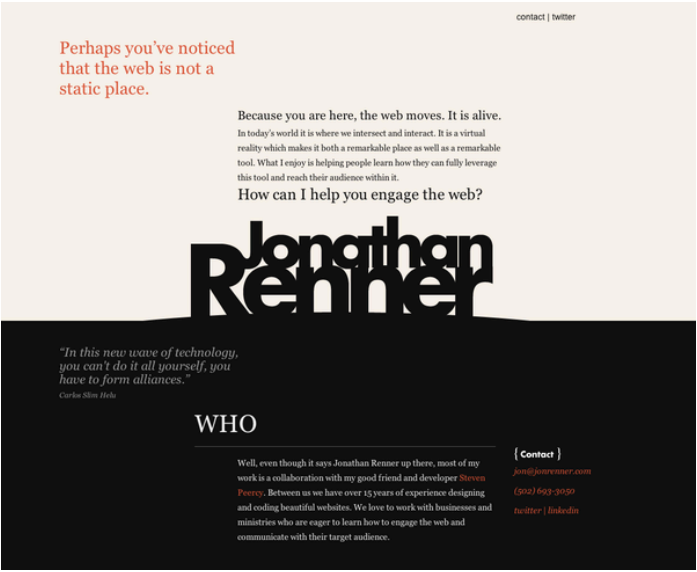 contact | twitter
Perhaps you’ve noticed
that the web is not a
static place.
Because you are here, the web moves. It is alive.
In today’s world it is where we intersect and interact. It is a virtual
reality which makes it both a remarkable place as well as a remarkable
tool. What I enjoy is helping people learn how they can fully leverage
this tool and reach their audience within it.
How can I help you engage the web?
Jonathan
Renner
“In this new wave of technology,
you can’t do it all yourself, you
have to form alliances.”
Carlos Slim Helu
WHO
Well, even though it says Jonathan Renner up there, most of my
work is a collaboration with my good friend and developer Steven
Peercy. Between us we have over 15 years of experience designing
and coding beautiful websites. We love to work with businesses and
ministries who are eager to learn how to engage the web and
communicate with their target audience.
{ Contact }
jon@jonrenner.com
(502) 693-3050
twitter | linkedin